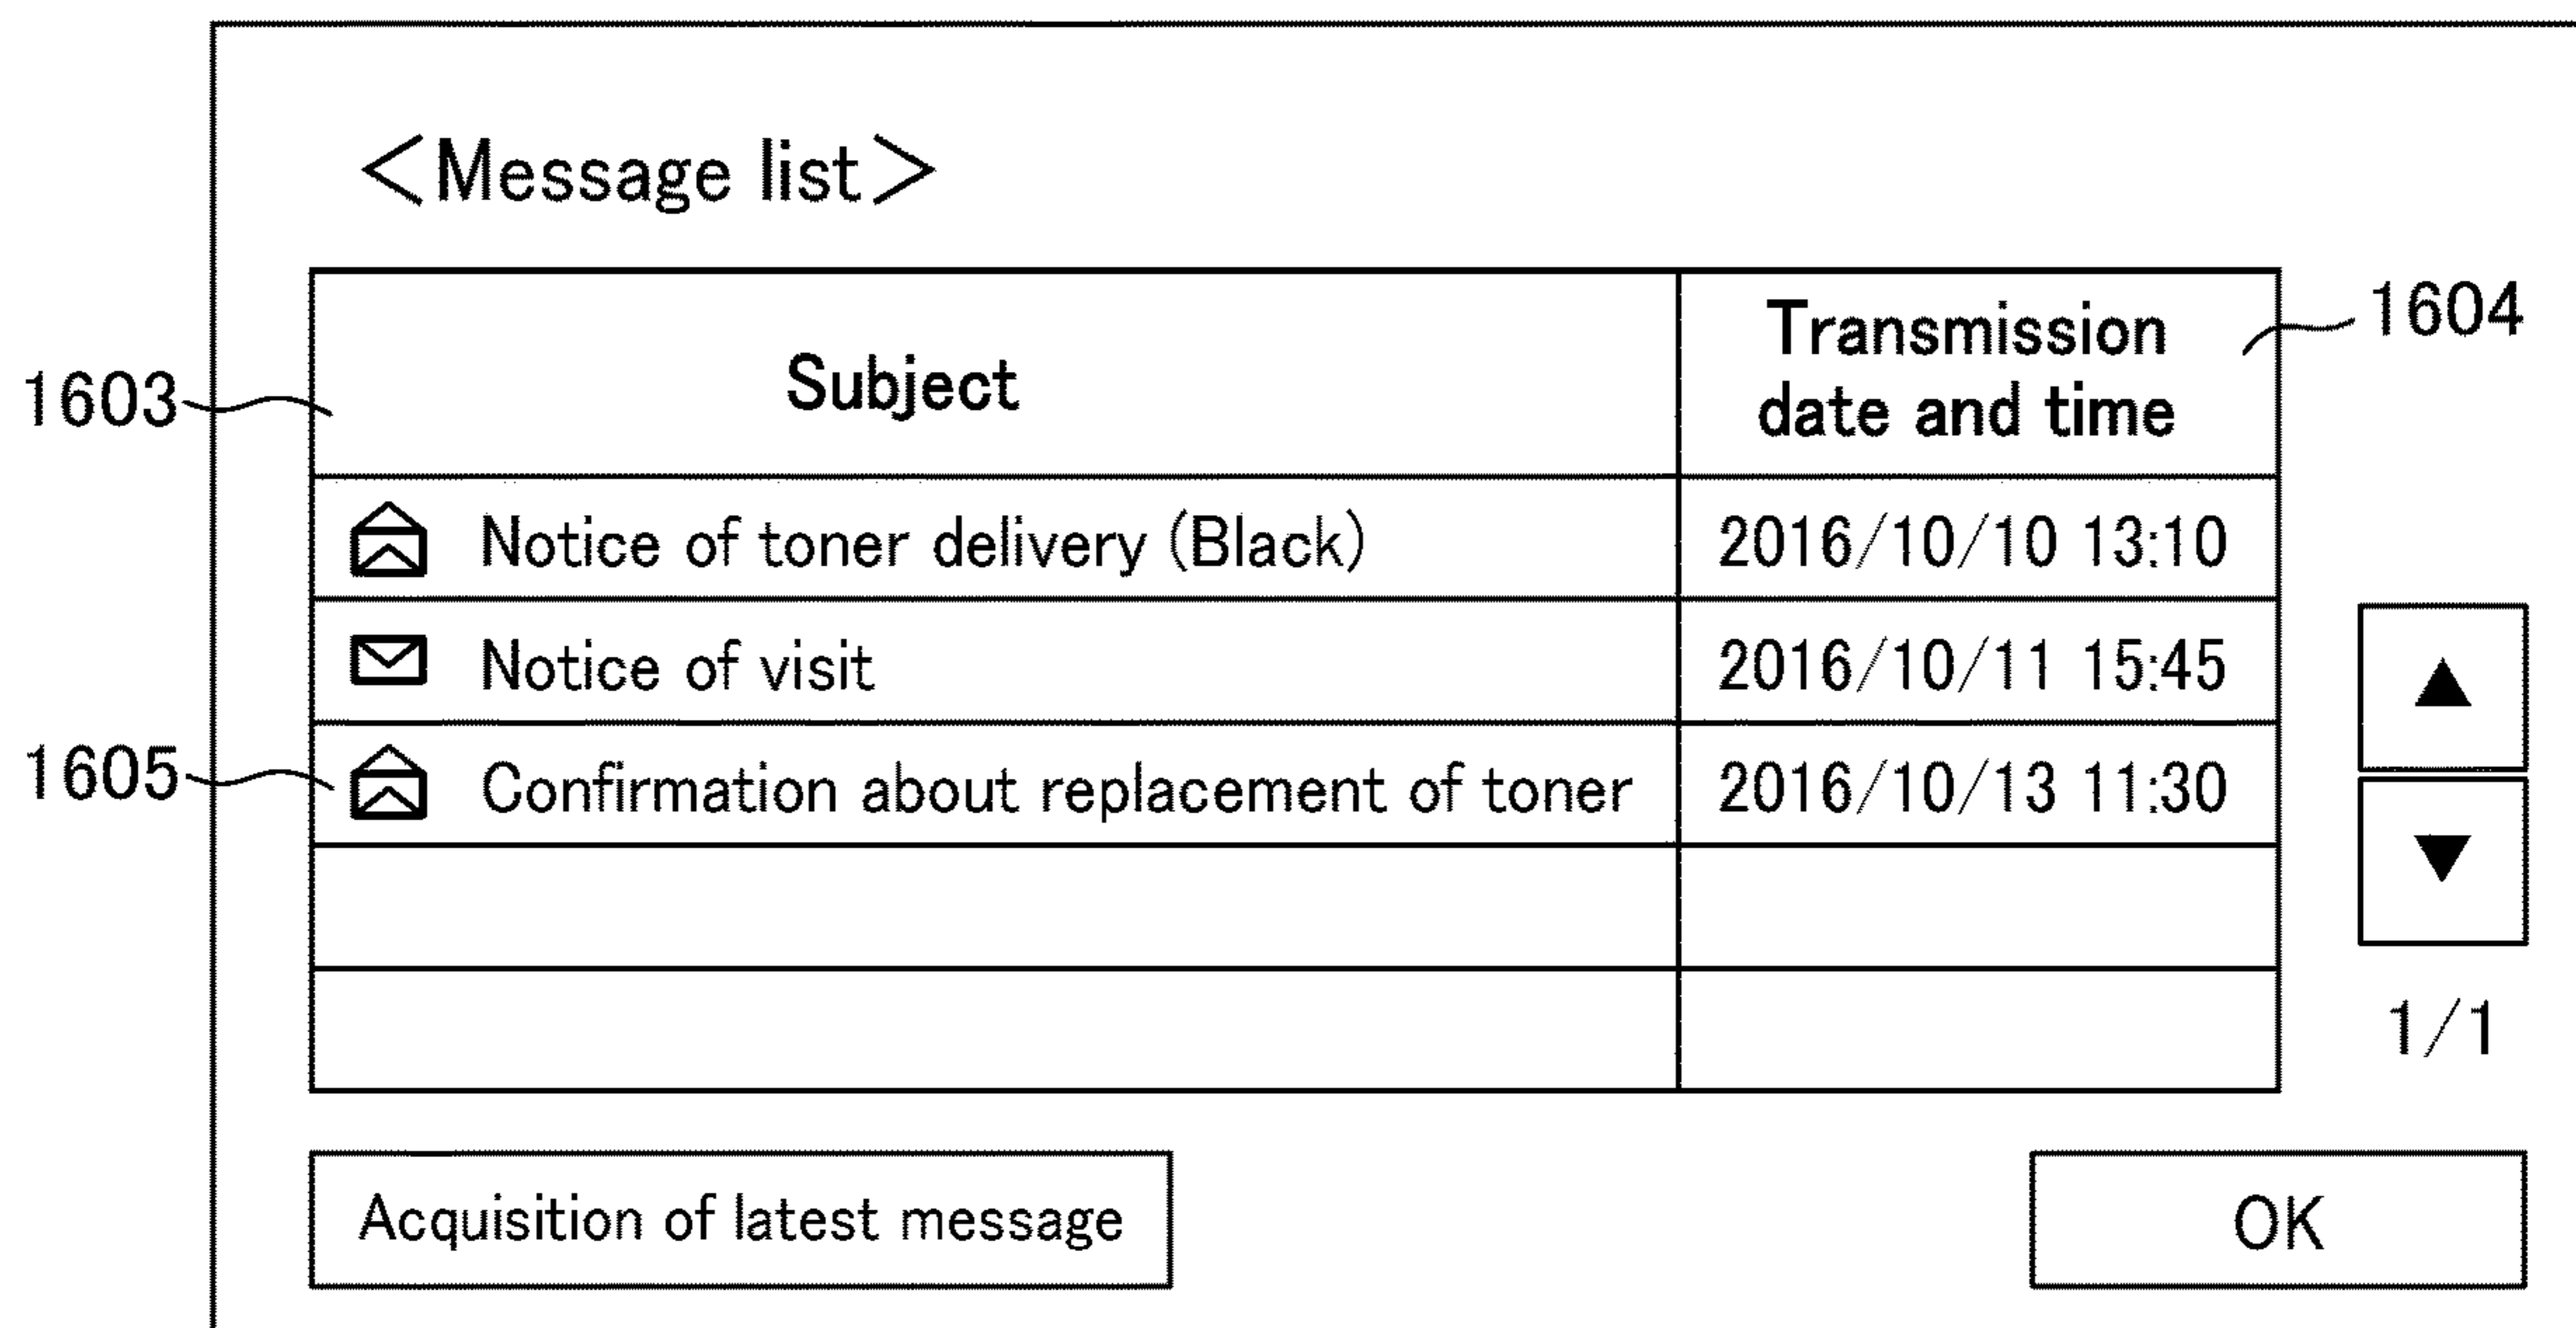 <Message list>
1603
Subject
Transmission
date and time
1604
Notice of toner delivery (Black)
2016/10/10 13:10
Notice of visit
2016/10/11 15:45
▲
1605
Confirmation about replacement of toner
2016/10/13 11:30
▼
1/1
Acquisition of latest message
OK